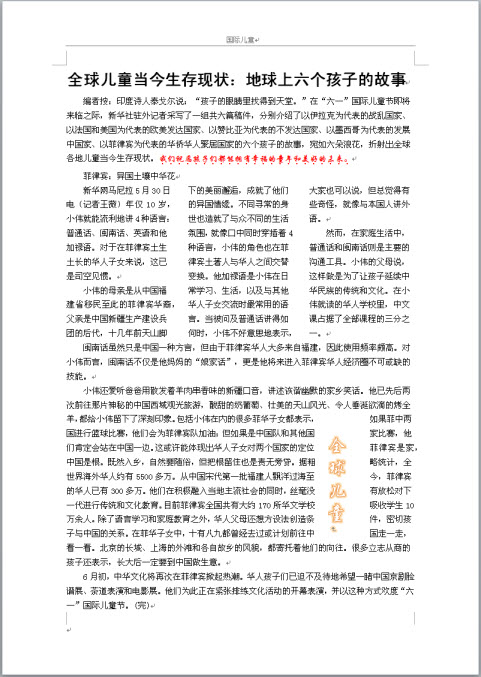 国际儿童
全球儿童当今生存现状：地球上六个孩子的故事
编者按：印度诗人泰戈尔说：“孩子的眼睛里找得到天堂。”在“六一”国际儿童节即将
来临之际，新华社驻外记者采写了一组共六篇稿件，分别介绍了以伊拉克为代表的战乱国家、
以法国和美国为代表的欧美发达国家、以赞比亚为代表的不发达国家、以墨西哥为代表的发展
中国家、以菲律宾为代表的华侨华人聚居国家的六个孩子的故事，宛如六朵浪花，折射出全球
各地儿童当今生存现状。我们祝愿孩子们都能拥有幸福的童年和美好的未来。
菲律宾：异国土壤中华花
新华网马尼拉5月30日
电（记者王薇）年仅10岁，
小伟就能流利地讲4种语言：
普通话、闽南话、英语和他
加禄语。对于在菲律宾土生
土长的华人子女来说，这已
是司空见惯。
小伟的母亲是从中国福
建省移民至此的菲律宾华裔，
父亲是中国新疆生产建设兵
团的后代，十几年前天山脚
下的美丽邂逅，成就了他们
的异国情缘。不同寻常的身
世也造就了与众不同的生活
氛围，就像口中同时穿插着4
种语言，小伟的角色也在菲
律宾土著人与华人之间交替
变换。他加禄语是小伟在日
常学习、生活，以及与其他
华人子女交流时最常用的语
言。当被问及普通话讲得如
何时，小伟不好意思地表示，
大家也可以说，但总觉得有
些奇怪，就像与本国人讲外
语。
然而，在家庭生活中，
普通话和闽南话则是主要的
沟通工具。小伟的父母说，
这样做是为了让孩子延续中
华民族的传统和文化。在小
伟就读的华人学校里，中文
课占据了全部课程的三分之
一。
闽南话虽然只是中国一种方言，但由于菲律宾华人大多来自福建，因此使用频率颇高。对
小伟而言，闽南话不仅是他妈妈的“娘家话”，更是他将来进入菲律宾华人经济圈不可或缺的
技能。
小伟还爱听爸爸用散发着羊肉串香味的新疆口音，讲述诙谐幽默的家乡笑话。他已先后两
次前往那片神秘的中国西域观光旅游，酸甜的奶葡萄、壮美的天山风光、令人垂涎欲滴的烤全
羊，都给小伟留下了深刻印象。包括小伟在内的很多菲华子女都表示，如果菲中两
国进行篮球比赛，他们会为菲律宾队加油；但如果是中国队和其他国家比赛，他
们肯定会站在中国一边。这或许能体现出华人子女对两个国家的定位菲律宾是家，
中国是根。既然入乡，自然要随俗，但把根留住也是责无旁贷。据粗略统计，全
世界海外华人约有5500多万。从中国宋代第一批福建人飘洋过海至今，菲律宾
的华人已有300多万。他们在积极融入当地主流社会的同时，丝毫没有放松对下
一代进行传统和文化教育。目前菲律宾全国共有大约170所华文学校吸收学生10
万余人。除了语言学习和家庭教育之外，华人父母还想方设法创造条件，密切孩
子与中国的关系。在菲华子女中，十有八九都曾经去过或计划前往中国走一走，
看一看。北京的长城、上海的外滩和各自故乡的风貌，都寄托着他们的向往。很多立志从商的
孩子还表示，长大后一定要到中国做生意。
全球儿童
6月初，中华文化将再次在菲律宾掀起热潮。华人孩子们已迫不及待地希望一睹中国京剧脸
谱展、茶道表演和电影展。他们为此正在紧张排练文化活动的开幕表演，并以这种方式欢度“六
一”国际儿童节。(完)